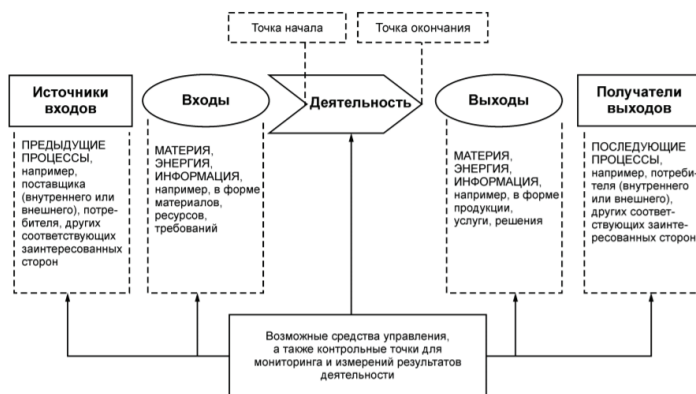 Точка начала
Точка окончания
Источники
входов
Входы
Деятельность
Выходы
Получатели
выходов
ПРЕДЫДУЩИЕ
ПРОЦЕССЫ,
например,
поставщика
(внутреннего или
внешнего), потре-
бителя, других
соответствующих
заинтересованных
сторон
МАТЕРИЯ,
ЭНЕРГИЯ,
ИНФОРМАЦИЯ,
например, в форме
материалов,
ресурсов,
требований
МАТЕРИЯ,
ЭНЕРГИЯ,
ИНФОРМАЦИЯ,
например, в форме
продукции,
услуги, решения
ПОСЛЕДУЮЩИЕ
ПРОЦЕССЫ,
например, потреби-
теля (внутреннего
или внешнего),
других соответ-
ствующих заинте-
ресованных сторон
Возможные средства управления,
а также контрольные точки для
мониторинга и измерений результатов
деятельности